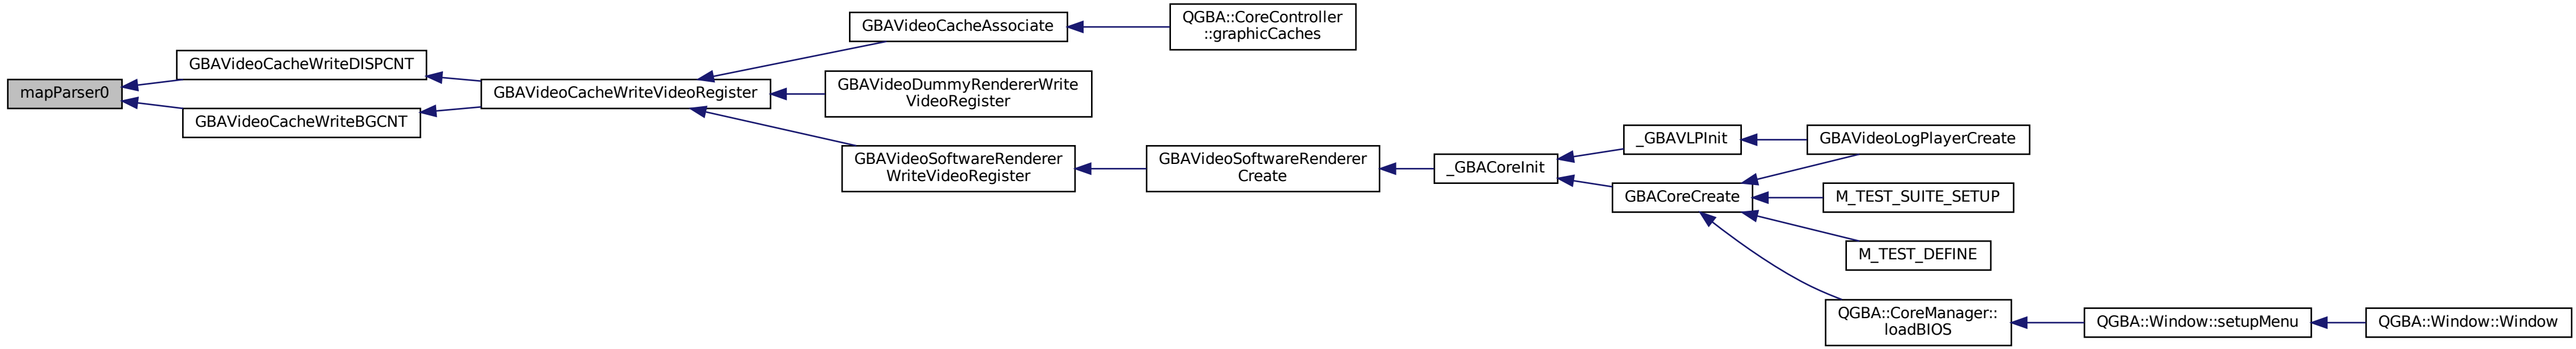 mapParser0
GBAVideoCacheWriteDISPCNT
GBAVideoCacheWriteBGCNT
GBAVideoCacheWriteVideoRegister
GBAVideoCacheAssociate
QGBA::CoreController
::graphicCaches
GBAVideoDummyRendererWrite
VideoRegister
GBAVideoSoftwareRenderer
WriteVideoRegister
GBAVideoSoftwareRenderer
Create
_GBACoreInit
_GBAVLPInit
GBAVideoLogPlayerCreate
GBACoreCreate
M_TEST_SUITE_SETUP
M_TEST_DEFINE
QGBA::CoreManager::
loadBIOS
QGBA::Window::setupMenu
QGBA::Window::Window